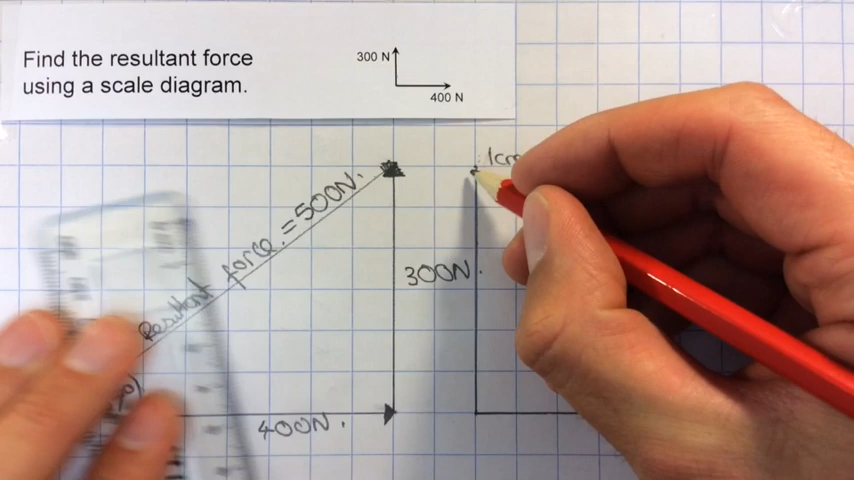 Find the resultant force
using a scale diagram.
300 N
400 N
Resultant force. = 500N.
300N.
400N.
1cm